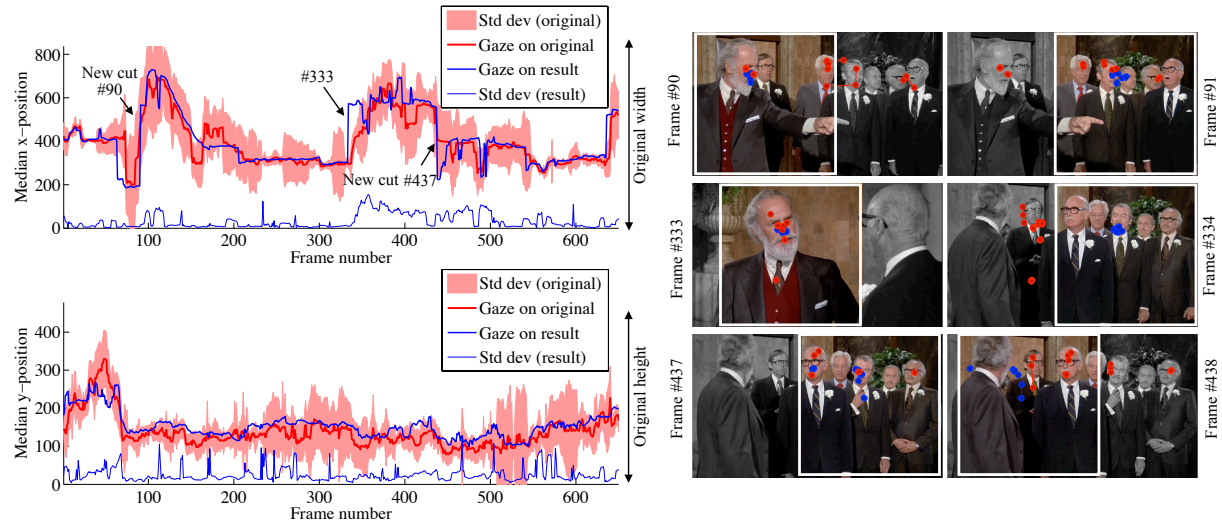 Std dev (original)
Gaze on original
Gaze on result
Std dev (result)
New cut
#90
#333
New cut #437
800
600
400
200
0
100
200
300
400
500
600
Median x-position
Frame number
Original width
Std dev (original)
Gaze on original
Gaze on result
Std dev (result)
400
300
200
100
0
100
200
300
400
500
600
Median y-position
Frame number
Original height
Frame #90
Frame #91
Frame #333
Frame #334
Frame #437
Frame #438